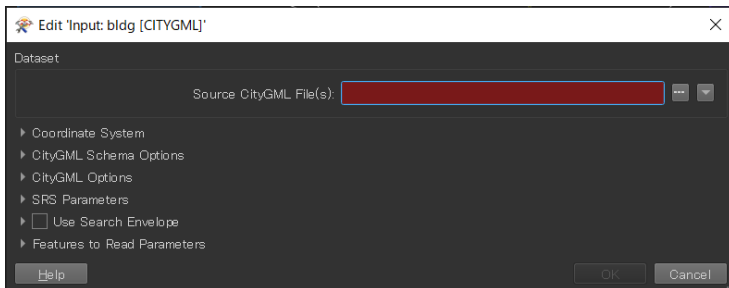 Edit 'Input: bldg [CITYGML]'
Dataset
Source CityGML File(s):
Coordinate System
CityGML Schema Options
CityGML Options
SRS Parameters
Use Search Envelope
Features to Read Parameters
Help OK Cancel